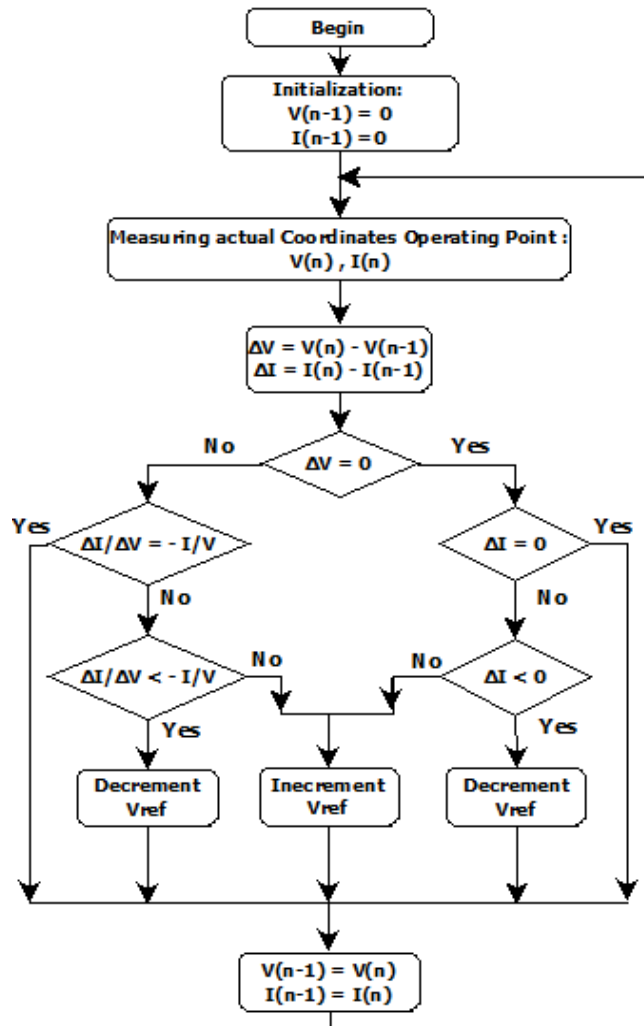 Begin
Initialization:
V(n-1) = 0
I(n-1) =0
Measuring actual Coordinates Operating Point :
V(n) , I(n)
ΔV = V(n) - V(n-1)
ΔI = I(n) - I(n-1)
No
ΔV = 0
Yes
Yes
ΔI/ΔV = - I/V
ΔI = 0
Yes
No
No
ΔI/ΔV < - I/V
No
No
ΔI < 0
Yes
Yes
Decrement
Vref
Inecrement
Vref
Decrement
Vref
V(n-1) = V(n)
I(n-1) = I(n)